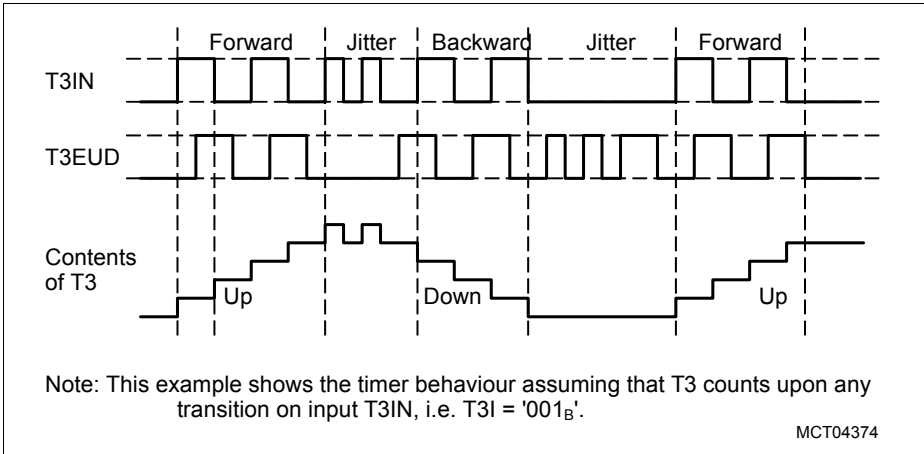 Forward Jitter Backward Jitter Forward
T3IN
T3EUD
Contents
of T3
Up Down Up
Note: This example shows the timer behaviour assuming that T3 counts upon any
transition on input T3IN, i.e. T3I = '001B'.
MCT04374